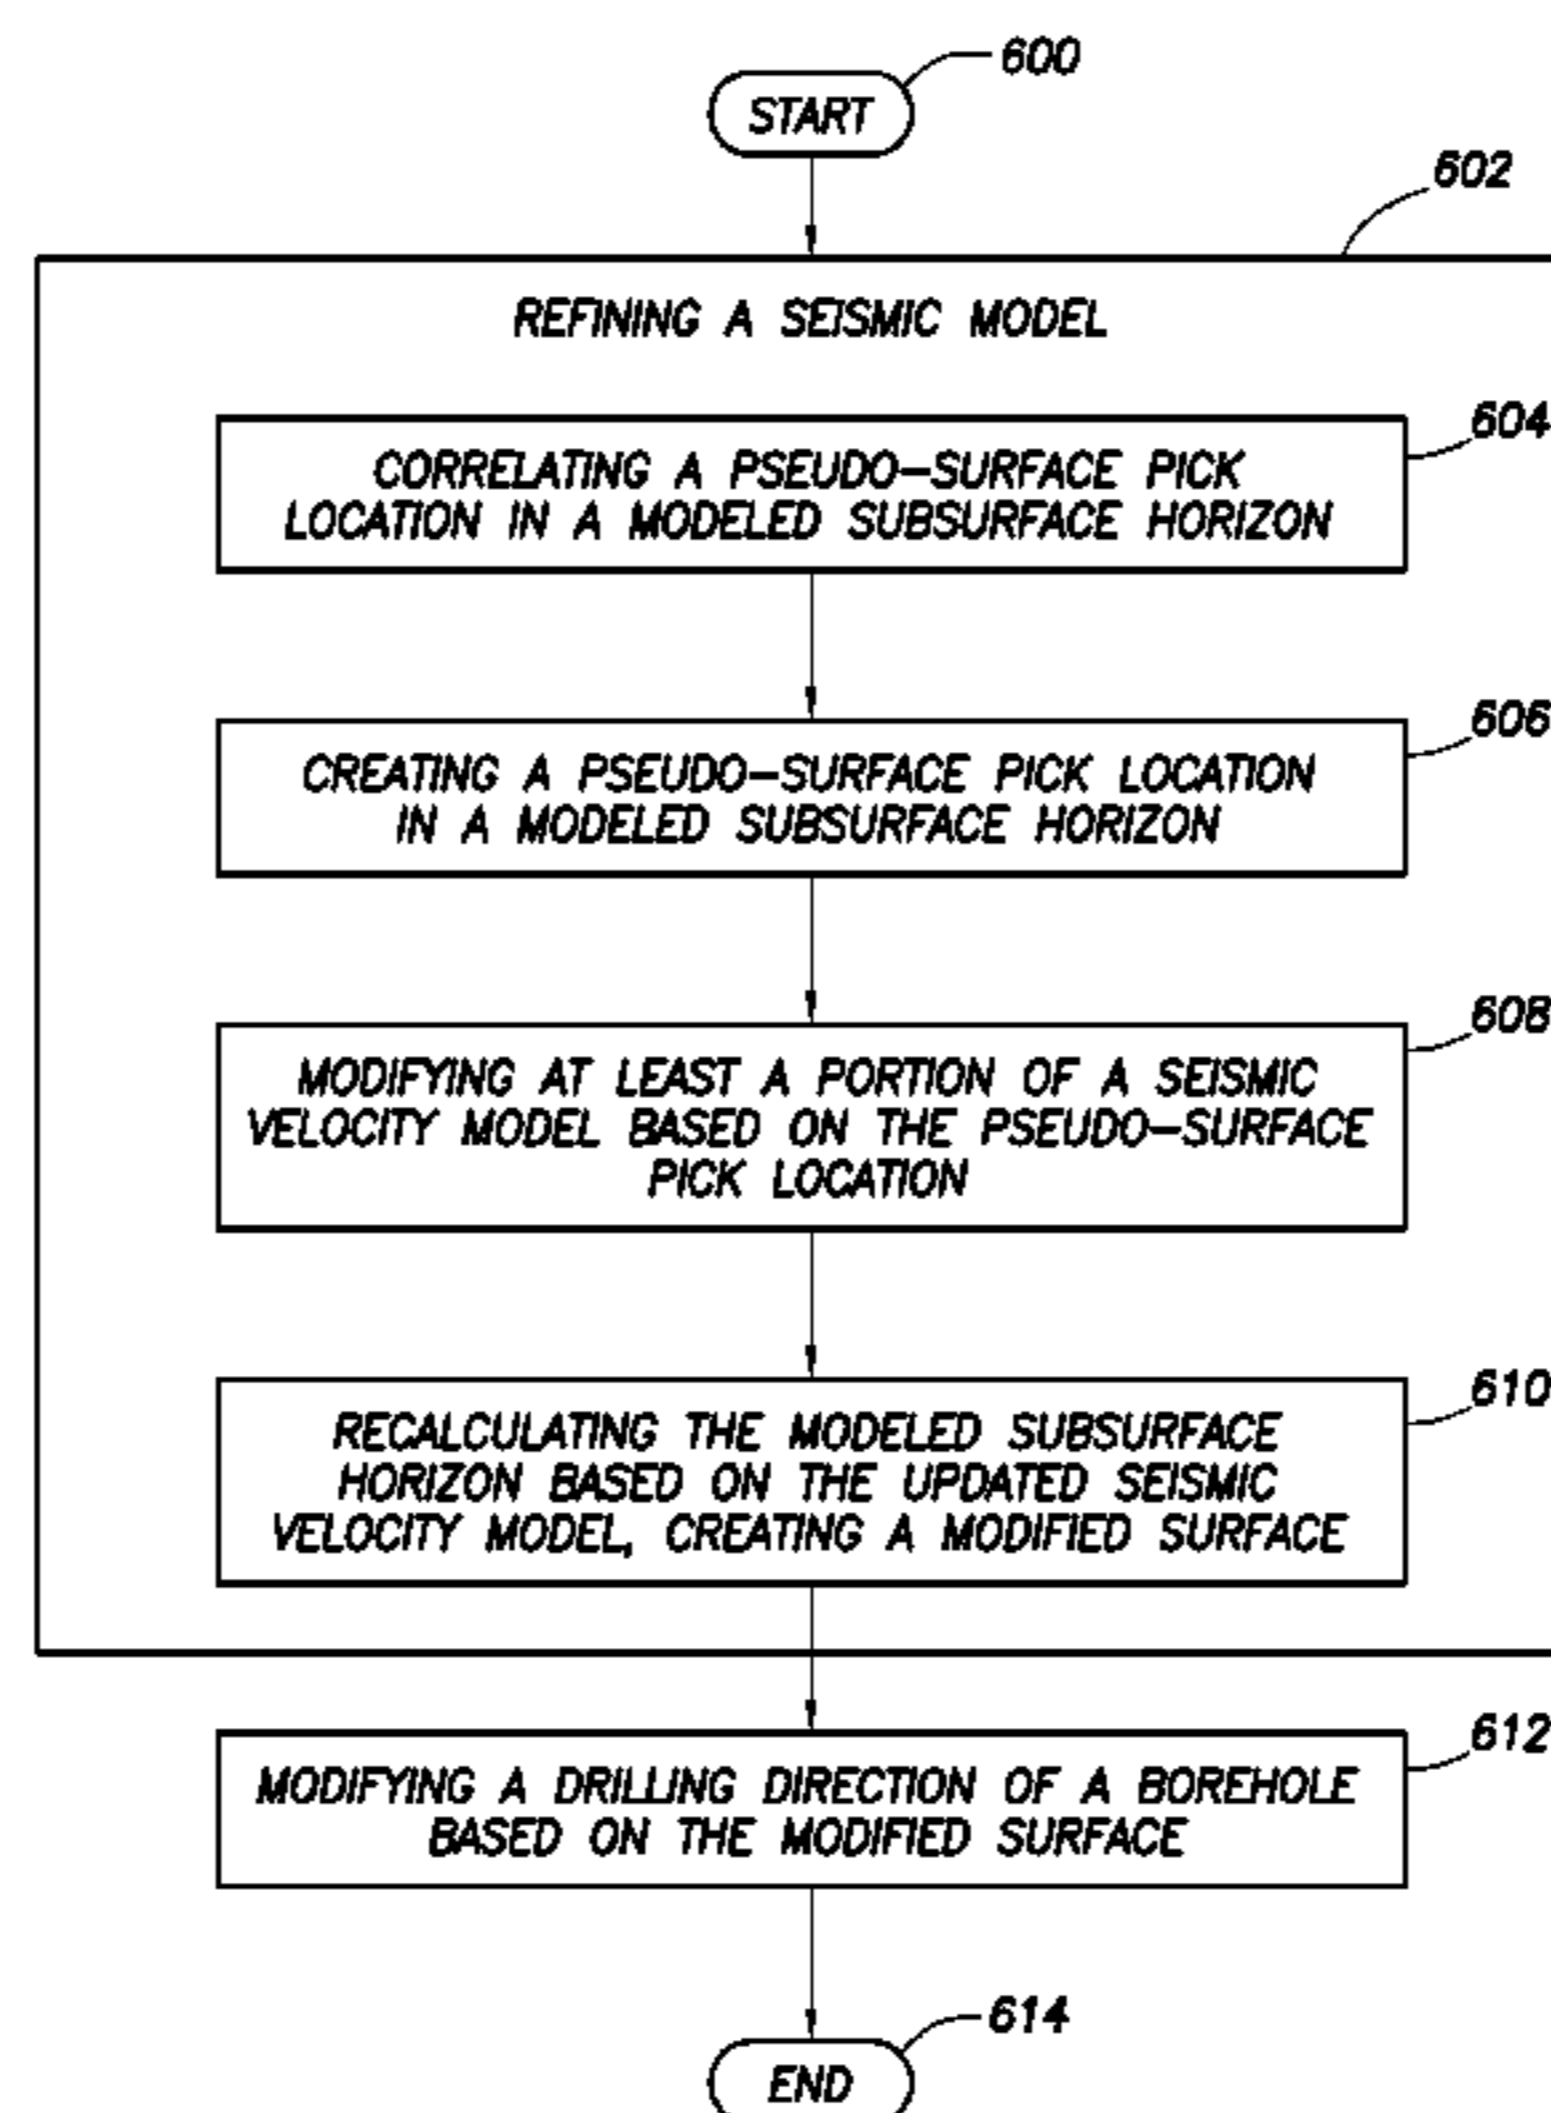 600
START
602
REFINING A SEISMIC MODEL
604
CORRELATING A PSEUDO-SURFACE PICK
LOCATION IN A MODELED SUBSURFACE HORIZON
606
CREATING A PSEUDO-SURFACE PICK LOCATION
IN A MODELED SUBSURFACE HORIZON
608
MODIFYING AT LEAST A PORTION OF A SEISMIC
VELOCITY MODEL BASED ON THE PSEUDO-SURFACE
PICK LOCATION
610
RECALCULATING THE MODELED SUBSURFACE
HORIZON BASED ON THE UPDATED SEISMIC
VELOCITY MODEL, CREATING A MODIFIED SURFACE
612
MODIFYING A DRILLING DIRECTION OF A BOREHOLE
BASED ON THE MODIFIED SURFACE
614
END